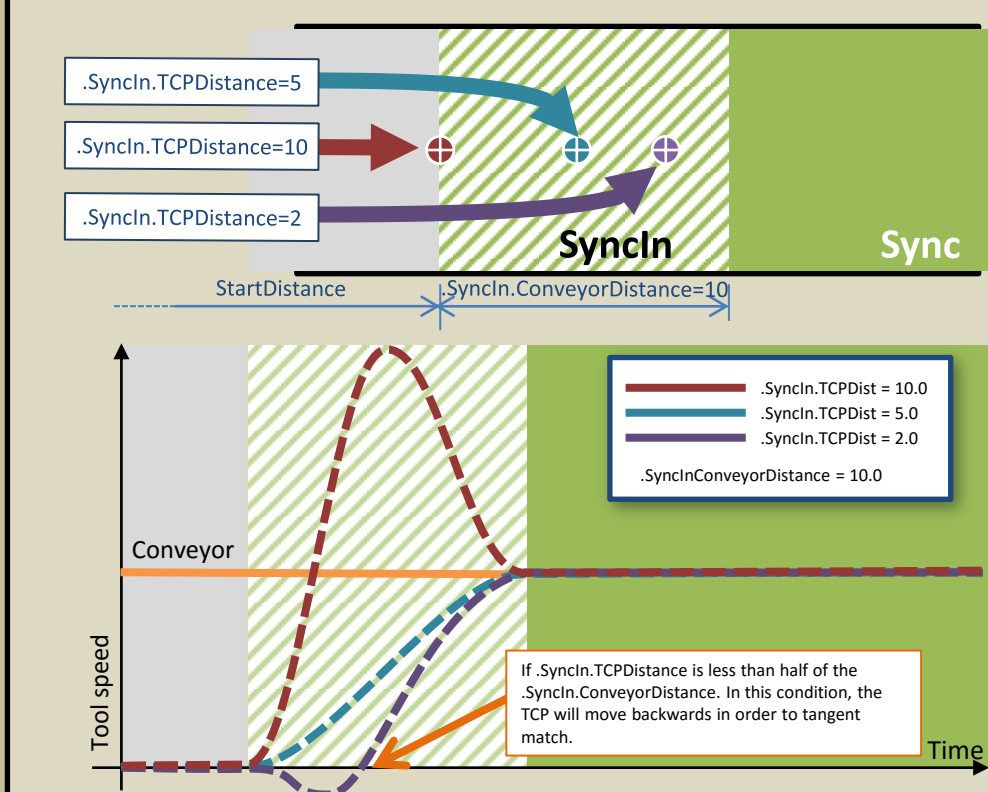 .SyncIn.TCPDistance=5
.SyncIn.TCPDistance=10
.SyncIn.TCPDistance=2
SyncIn
Sync
StartDistance
.SyncIn.ConveyorDistance=10
.SyncIn.TCPDist = 10.0
.SyncIn.TCPDist = 5.0
.SyncIn.TCPDist = 2.0
.SyncInConveyorDistance = 10.0
Conveyor
Tool speed
If .SyncIn.TCPDistance is less than half of the
.SyncIn.ConveyorDistance. In this condition, the
TCP will move backwards in order to tangent
match.
Time